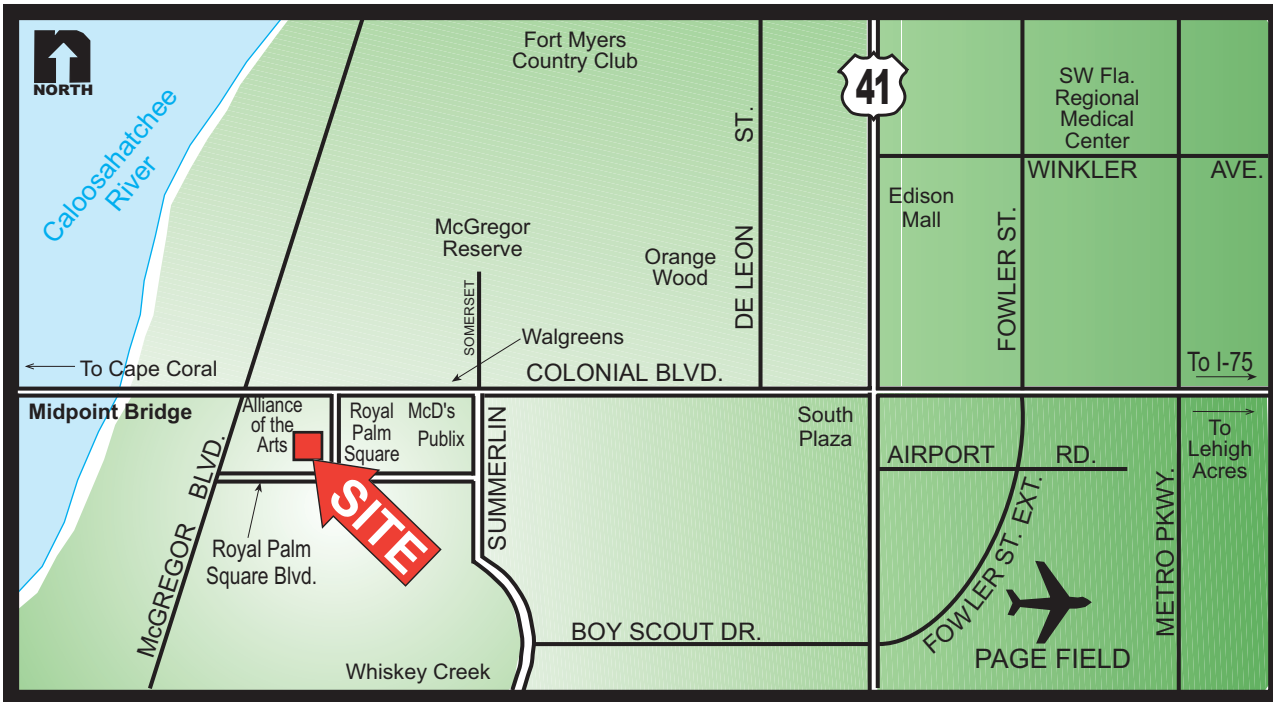 NORTH
Caloosahatchee
River
Fort Myers
Country Club
ST.
DE LEON
41
SW Fla.
Regional
Medical
Center
WINKLER AVE.
Edison
Mall
FOWLER ST.
McGregor
Reserve
SOMERSET
Orange
Wood
Walgreens
To Cape Coral
COLONIAL BLVD.
To I-75
Midpoint Bridge
Alliance
of the
Arts
Royal
Palm
Square
McD's
Publix
SUMMERLIN
South
Plaza
AIRPORT RD.
To
Lehigh
Acres
McGREGOR BLVD.
SITE
Royal Palm
Square Blvd.
FOWLER ST. EXT.
METRO PKWY.
BOY SCOUT DR.
PAGE FIELD
Whiskey Creek